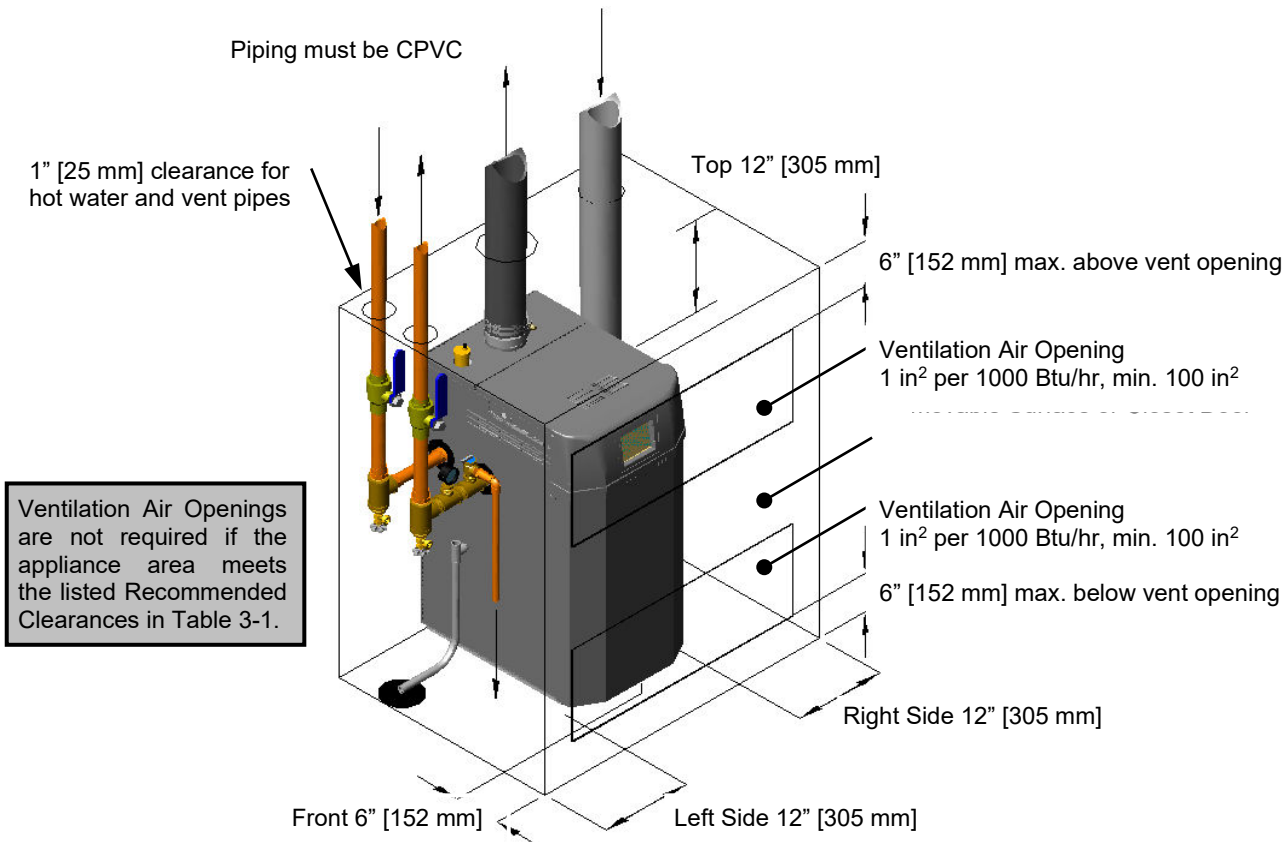 Piping must be CPVC
1” [25 mm] clearance for
hot water and vent pipes
Top 12” [305 mm]
6” [152 mm] max. above vent opening
Ventilation Air Opening
1 in² per 1000 Btu/hr, min. 100 in²
Ventilation Air Openings
are not required if the
appliance area meets
the listed Recommended
Clearances in Table 3-1.
Ventilation Air Opening
1 in² per 1000 Btu/hr, min. 100 in²
6” [152 mm] max. below vent opening
Right Side 12” [305 mm]
Front 6” [152 mm]
Left Side 12” [305 mm]